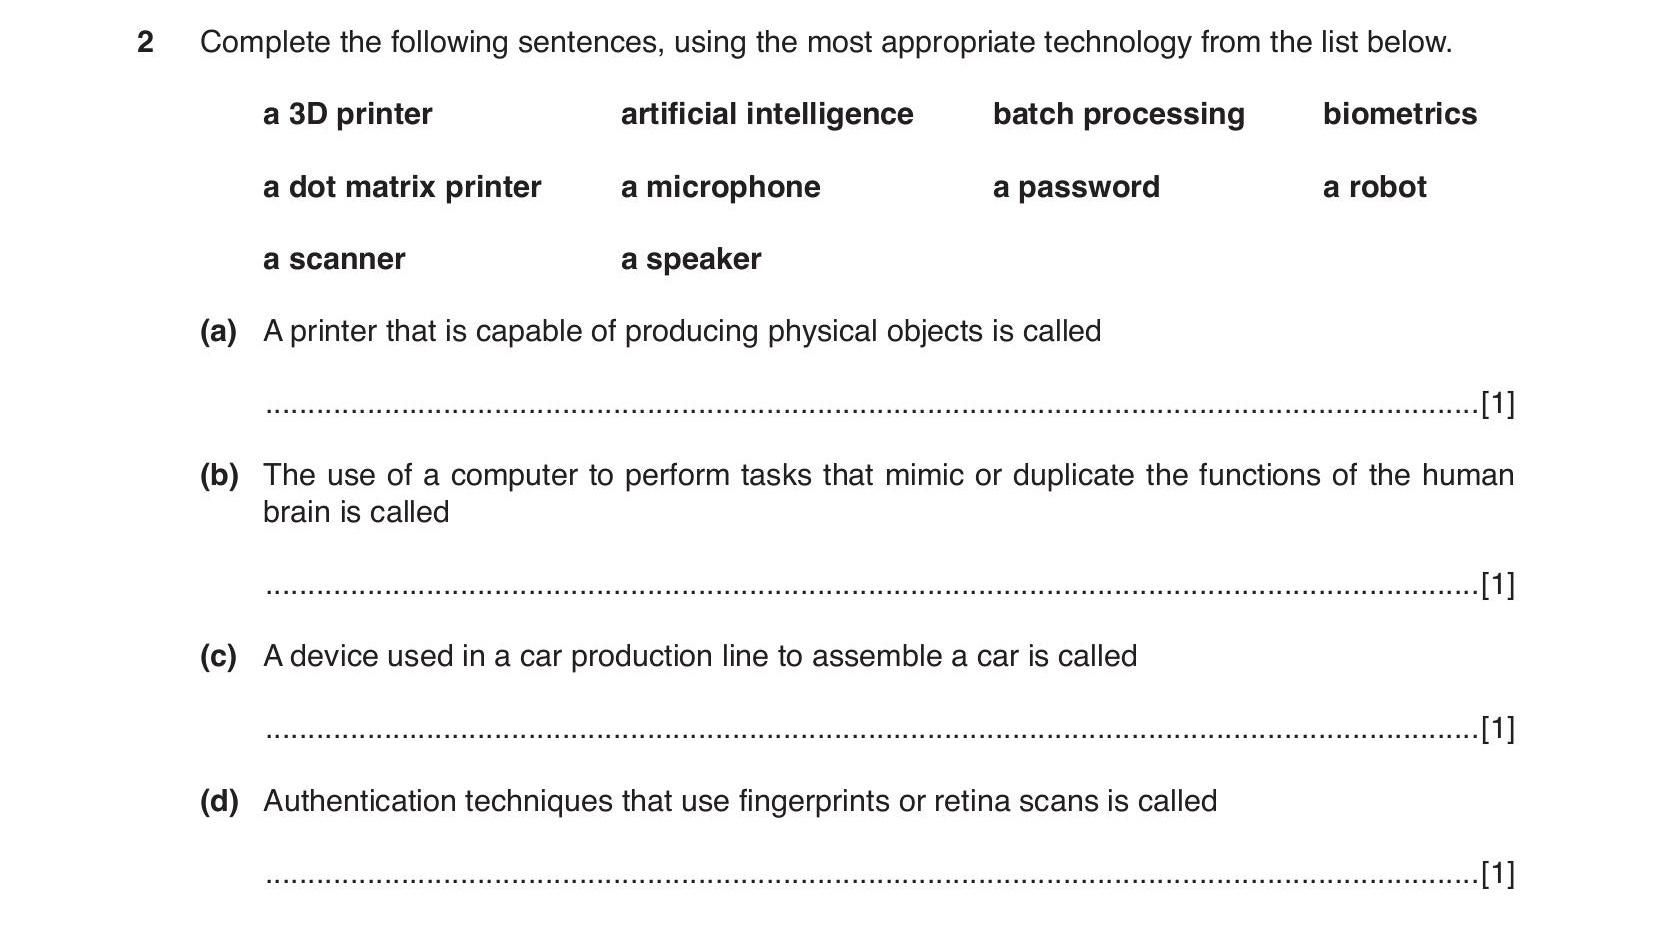 2 Complete the following sentences, using the most appropriate technology from the list below.
a 3D printer artificial intelligence batch processing biometrics
a dot matrix printer a microphone a password a robot
a scanner a speaker
(a) A printer that is capable of producing physical objects is called
..........................................................................................................................................[1]
(b) The use of a computer to perform tasks that mimic or duplicate the functions of the human
brain is called
..........................................................................................................................................[1]
(c) A device used in a car production line to assemble a car is called
..........................................................................................................................................[1]
(d) Authentication techniques that use fingerprints or retina scans is called
..........................................................................................................................................[1]